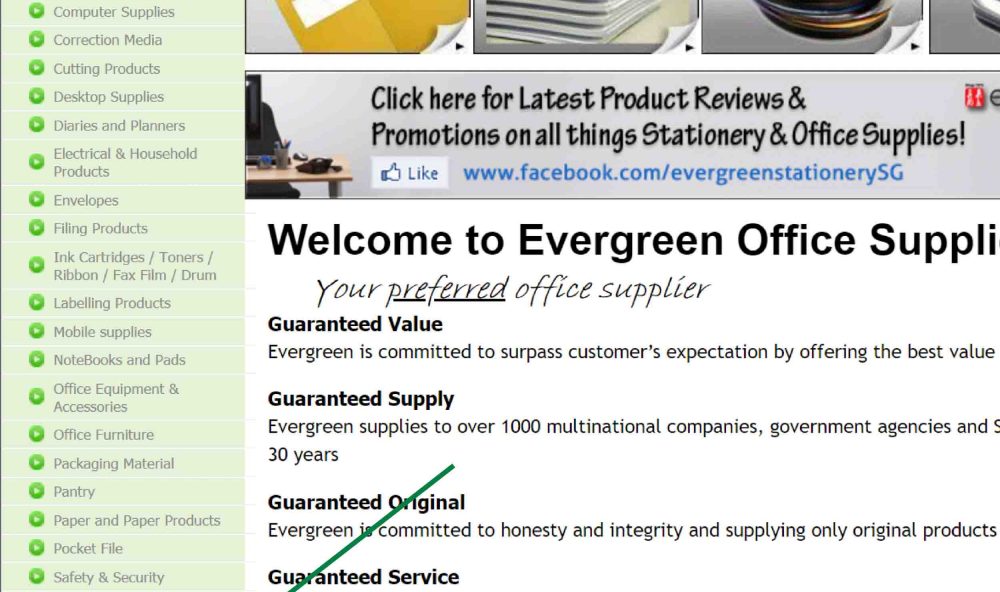 Computer Supplies
Correction Media
Cutting Products
Desktop Supplies
Diaries and Planners
Electrical & Household
Products
Envelopes
Filing Products
Ink Cartridges / Toners /
Ribbon / Fax Film / Drum
Labelling Products
Mobile supplies
NoteBooks and Pads
Office Equipment &
Accessories
Office Furniture
Packaging Material
Pantry
Paper and Paper Products
Pocket File
Safety & Security
Click here for Latest Product Reviews &
Promotions on all things Stationery & Office Supplies!
Like www.facebook.com/evergreenstationerySG
Welcome to Evergreen Office Suppli
Your preferred office supplier
Guaranteed Value
Evergreen is committed to surpass customer's expectation by offering the best value
Guaranteed Supply
Evergreen supplies to over 1000 multinational companies, government agencies and S
30 years
Guaranteed Original
Evergreen is committed to honesty and integrity and supplying only original products
Guaranteed Service